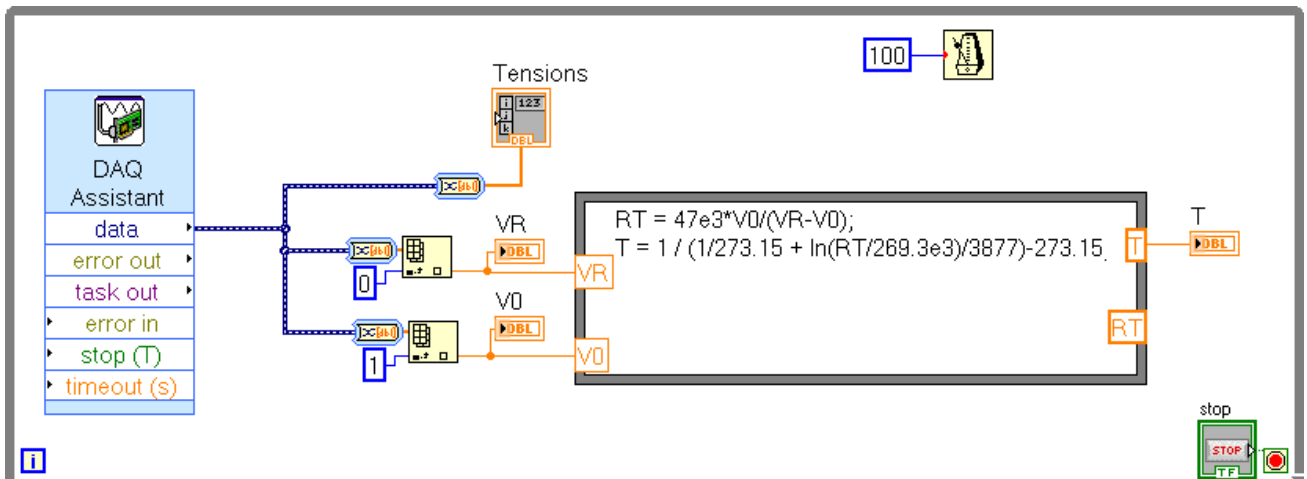 100
Tensions
i
j
k
123
DBL
DAQ
Assistant
data
error out
task out
error in
stop (T)
timeout (s)
VR
DBL
0
V0
DBL
1
RT = 47e3*V0/(VR-V0);
T = 1 / (1/273.15 + ln(RT/269.3e3)/3877)-273.15
VR
V0
T
RT
T
DBL
stop
STOP
TF
i